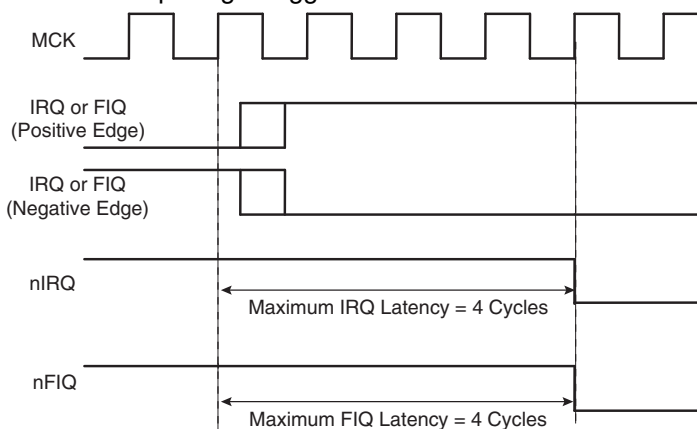 MCK
IRQ or FIQ
(Positive Edge)
IRQ or FIQ
(Negative Edge)
nIRQ
Maximum IRQ Latency = 4 Cycles
nFIQ
Maximum FIQ Latency = 4 Cycles